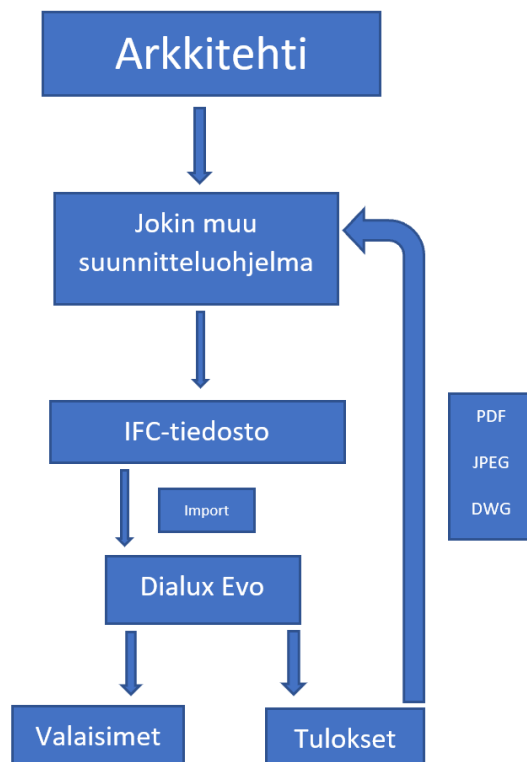 Arkkitehti
Jokin muu
suunnitteluohjelma
IFC-tiedosto
PDF
JPEG
DWG
Import
Dialux Evo
Valaisimet
Tulokset